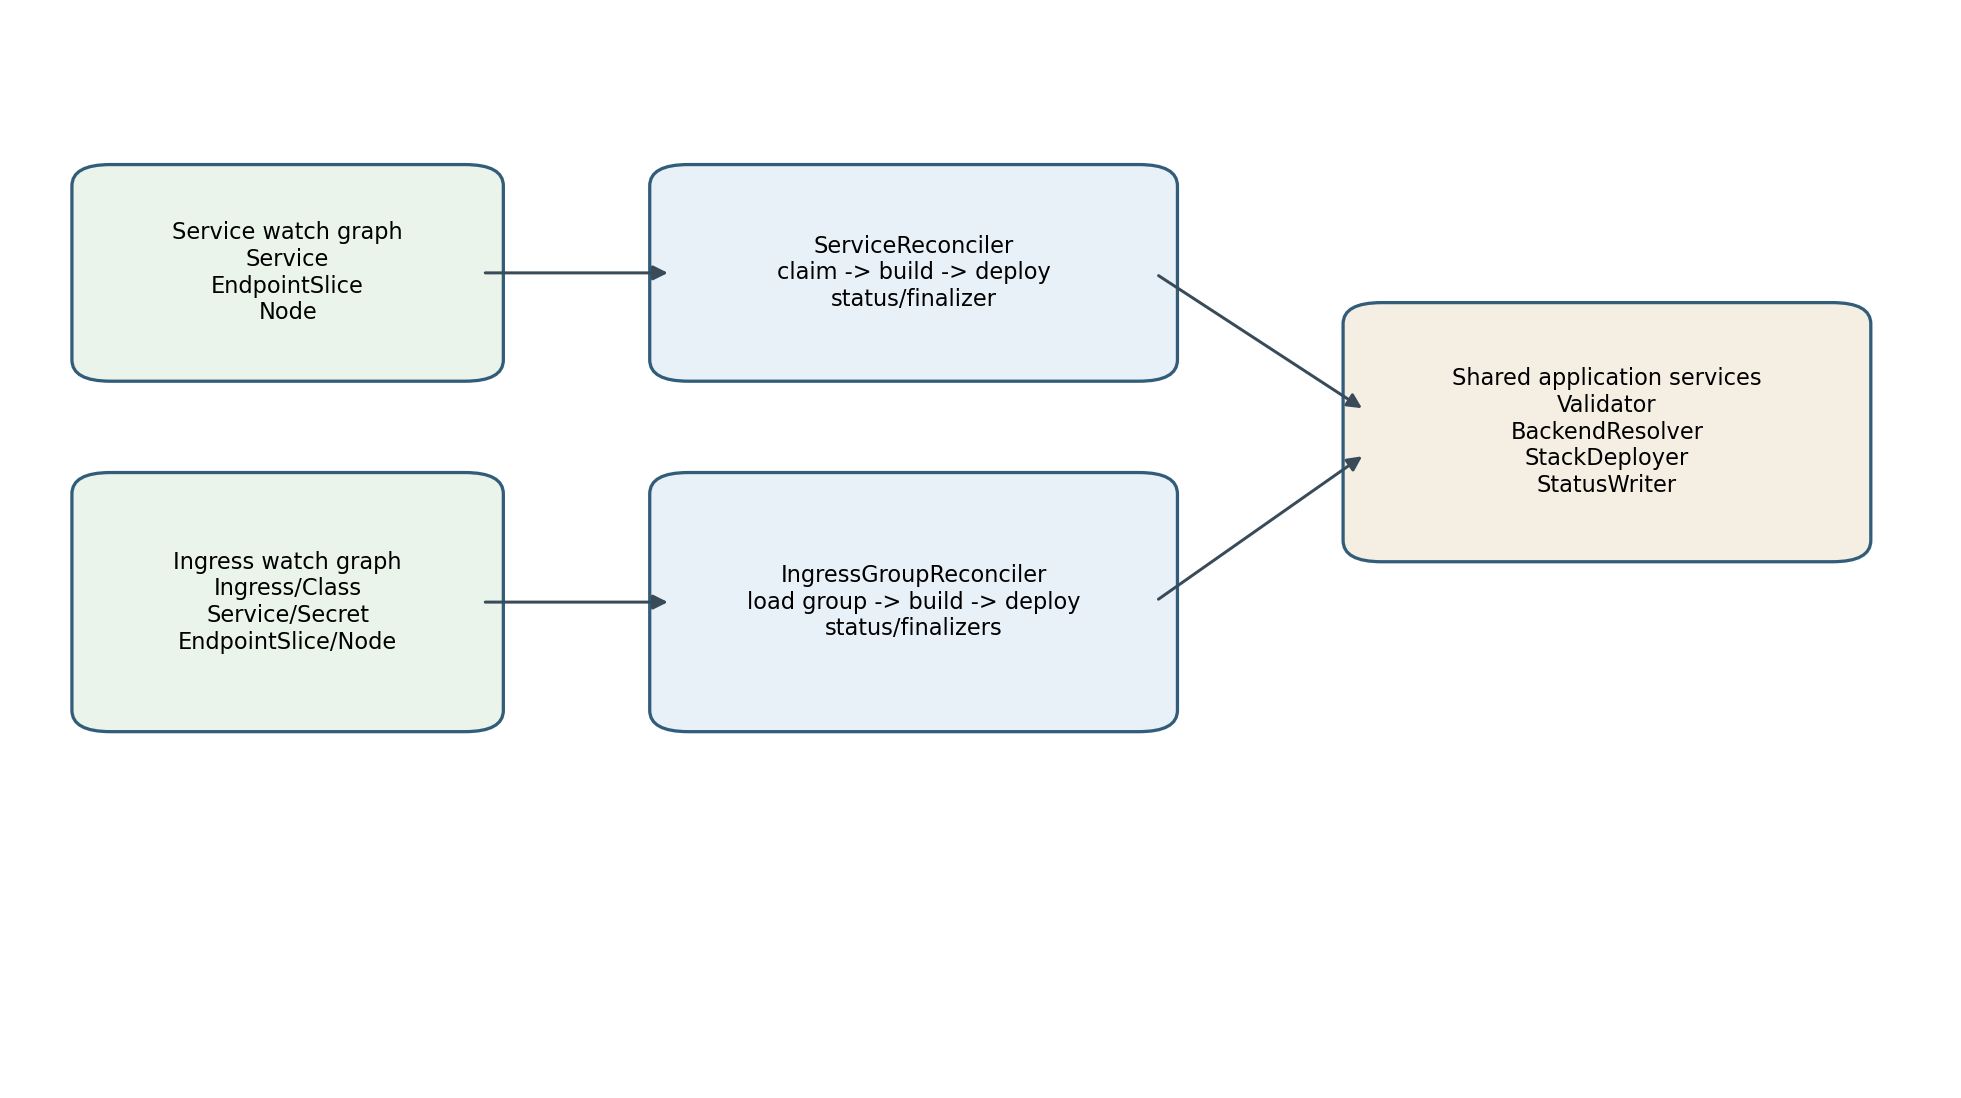 Service watch graph
Service
EndpointSlice
Node
ServiceReconciler
claim -> build -> deploy
status/finalizer
Shared application services
Validator
BackendResolver
StackDeployer
StatusWriter
Ingress watch graph
Ingress/Class
Service/Secret
EndpointSlice/Node
IngressGroupReconciler
load group -> build -> deploy
status/finalizers